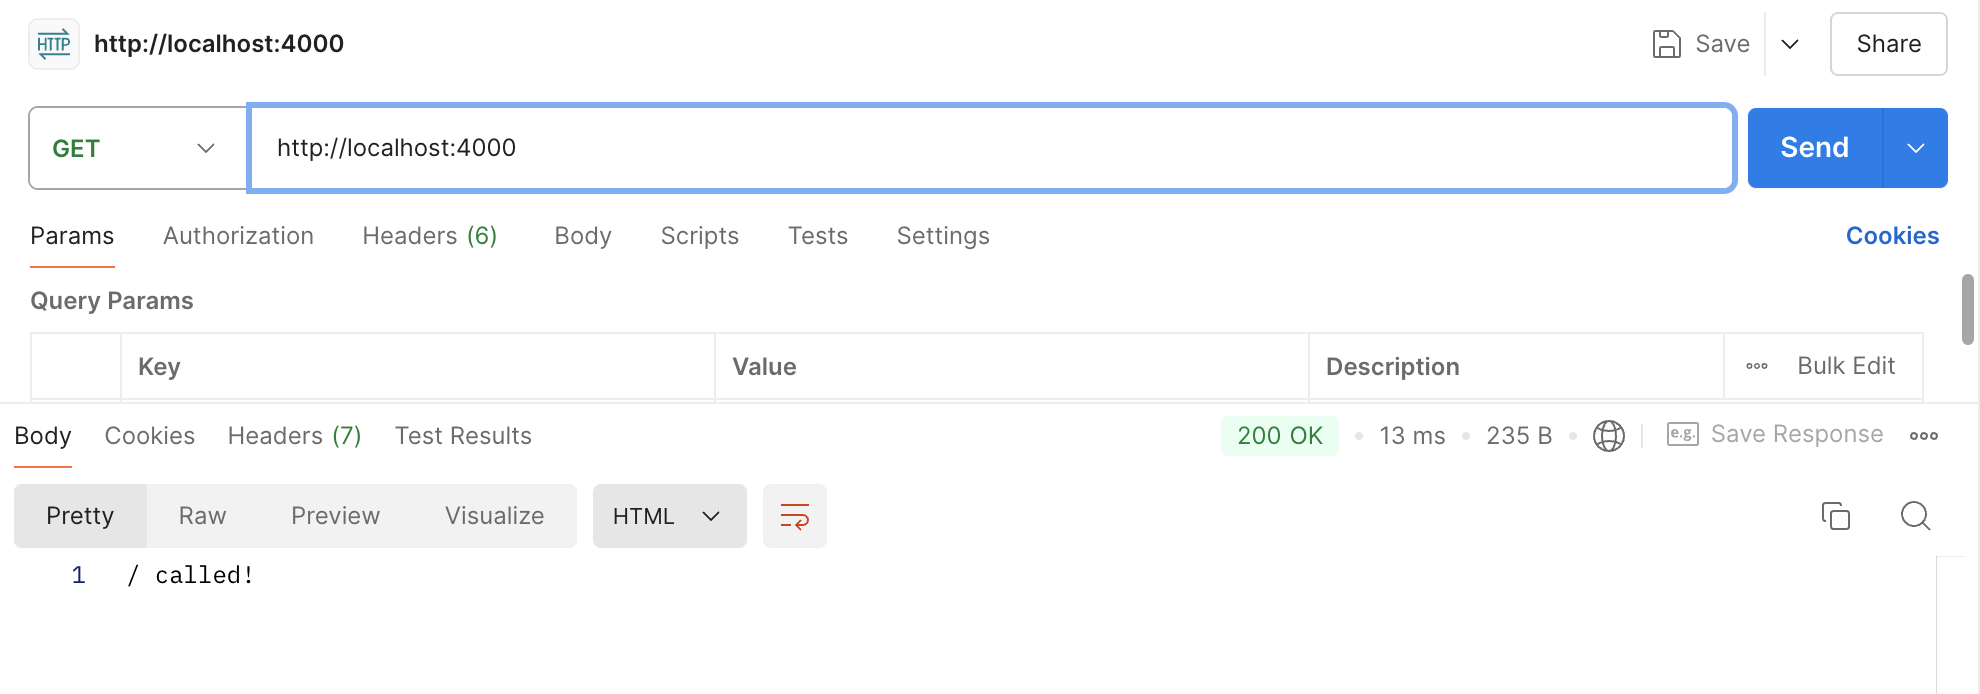 HTTP http://localhost:4000 Save Share
GET http://localhost:4000 Send
Params Authorization Headers (6) Body Scripts Tests Settings Cookies
Query Params
Key Value Description Bulk Edit
Body Cookies Headers (7) Test Results 200 OK 13 ms 235 B e.g. Save Response
Pretty Raw Preview Visualize HTML
1 / called!